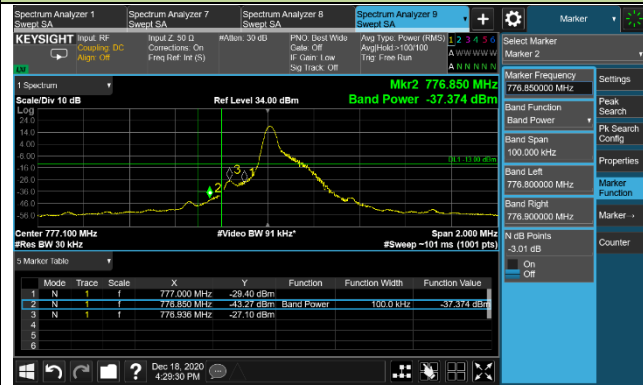 Spectrum Analyzer 1
Swept SA
Spectrum Analyzer 7
Swept SA
Spectrum Analyzer 8
Swept SA
Spectrum Analyzer 9
Swept SA
Marker
KEYSIGHT
Input: RF
Coupling: DC
Align: Off
Input Z: 50 Ω
Corrections: On
Freq Ref: Int (S)
#Atten: 30 dB
PNO: Best Wide
Gate: Off
IF Gain: Low
Sig Track: Off
Avg Type: Power (RMS)
Avg|Hold:>100/100
Trig: Free Run
1 2 3 4 5 6
A W W W W W
A N N N N N
LXI
Select Marker
Marker 2
1 Spectrum
Scale/Div 10 dB
Ref Level 34.00 dBm
Mkr2 776.850 MHz
Band Power -37.374 dBm
Log
24.0
14.0
4.00
-6.00
-16.0
-26.0
-36.0
-46.0
-56.0
DL1 -13.00 dBm
2
3
1
Center 777.100 MHz
#Res BW 30 kHz
#Video BW 91 kHz*
Span 2.000 MHz
#Sweep ~101 ms (1001 pts)
5 Marker Table
Mode Trace Scale X Y Function Function Width Function Value
1 N 1 f 777.000 MHz -29.40 dBm
2 N 1 f 776.850 MHz -43.27 dBm Band Power 100.0 kHz -37.374 dBm
3 N 1 f 776.936 MHz -27.10 dBm
4
5
6
Marker Frequency
776.850000 MHz
Band Function
Band Power
Band Span
100.000 kHz
Band Left
776.800000 MHz
Band Right
776.900000 MHz
N dB Points
-3.01 dB
On
Off
Settings
Peak
Search
Pk Search
Config
Properties
Marker
Function
Marker→
Counter
?
Dec 18, 2020
4:29:30 PM